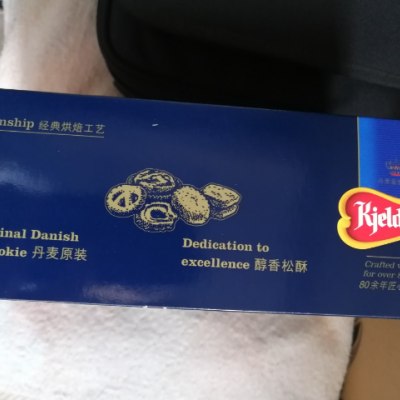 nship 经典烘焙工艺
inal Danish
okie 丹麦原装
Dedication to
excellence 醇香松酥
Kjeld
Crafted
for over
80余年匠